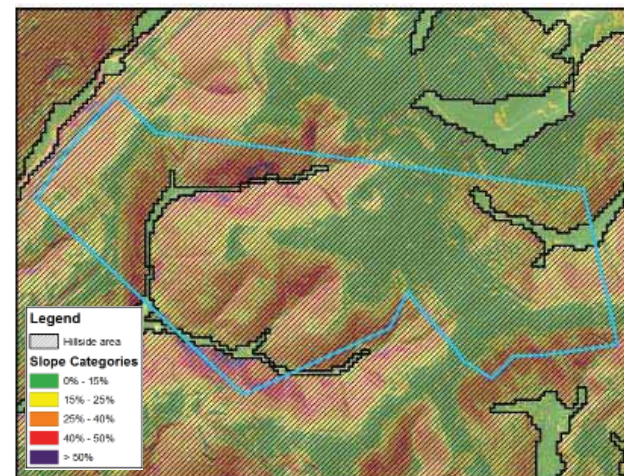 Legend
Hillside area
Slope Categories
0% - 15%
15% - 25%
25% - 40%
40% - 50%
> 50%